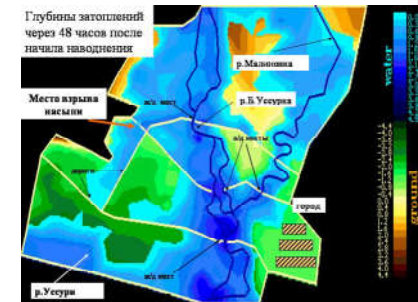 Глубины затоплений
через 48 часов после
начала наводнения
р.Малиновка
water
Место взрыва
насыпи
ж/д мост
р.Б.Уссурка
а/д мосты
дороги
город
ground
ж/д мост
р.Уссури